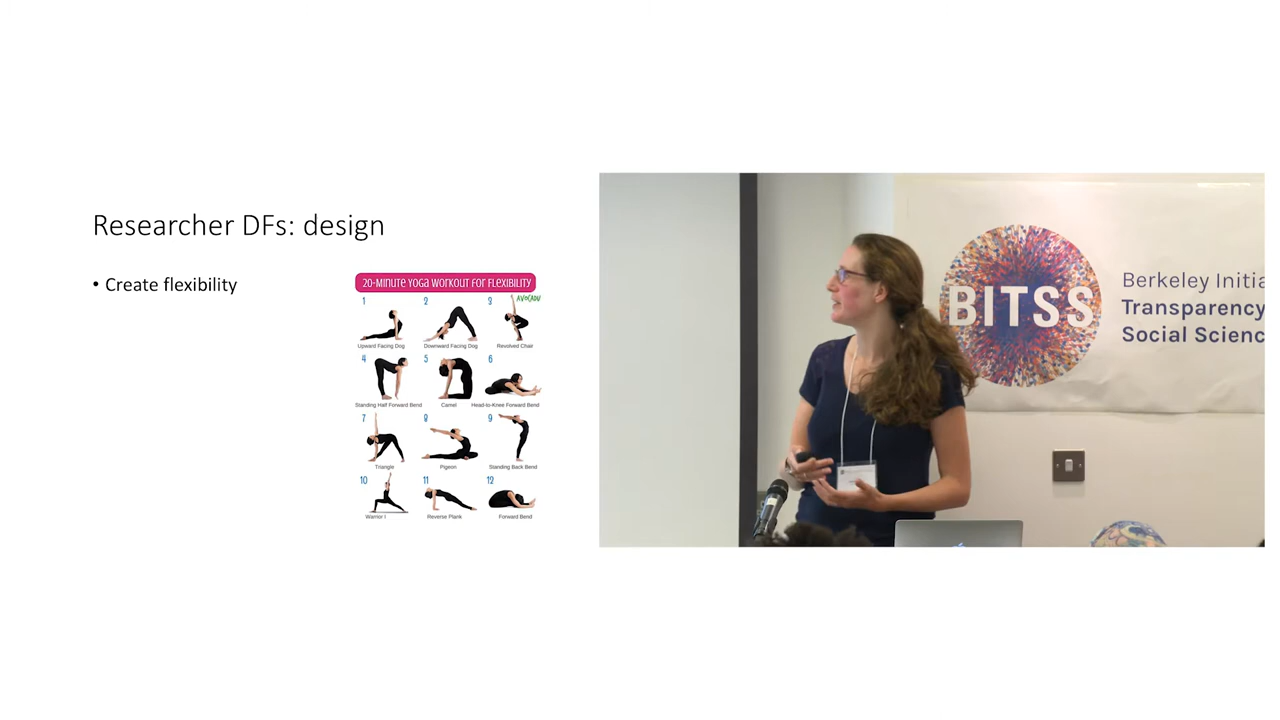 Researcher DFs: design
• Create flexibility
20-Minute Yoga Workout for Flexibility
AVOCADU
1
2
3
Upward Facing Dog
Downward Facing Dog
Revolved Chair
4
5
6
Standing Half Forward Bend
Camel
Head-to-Knee Forward Bend
7
8
9
Triangle
Pigeon
Standing Back Bend
10
11
12
Warrior I
Reverse Plank
Forward Bend
BITSS
Berkeley Initia
Transparency
Social Scienc